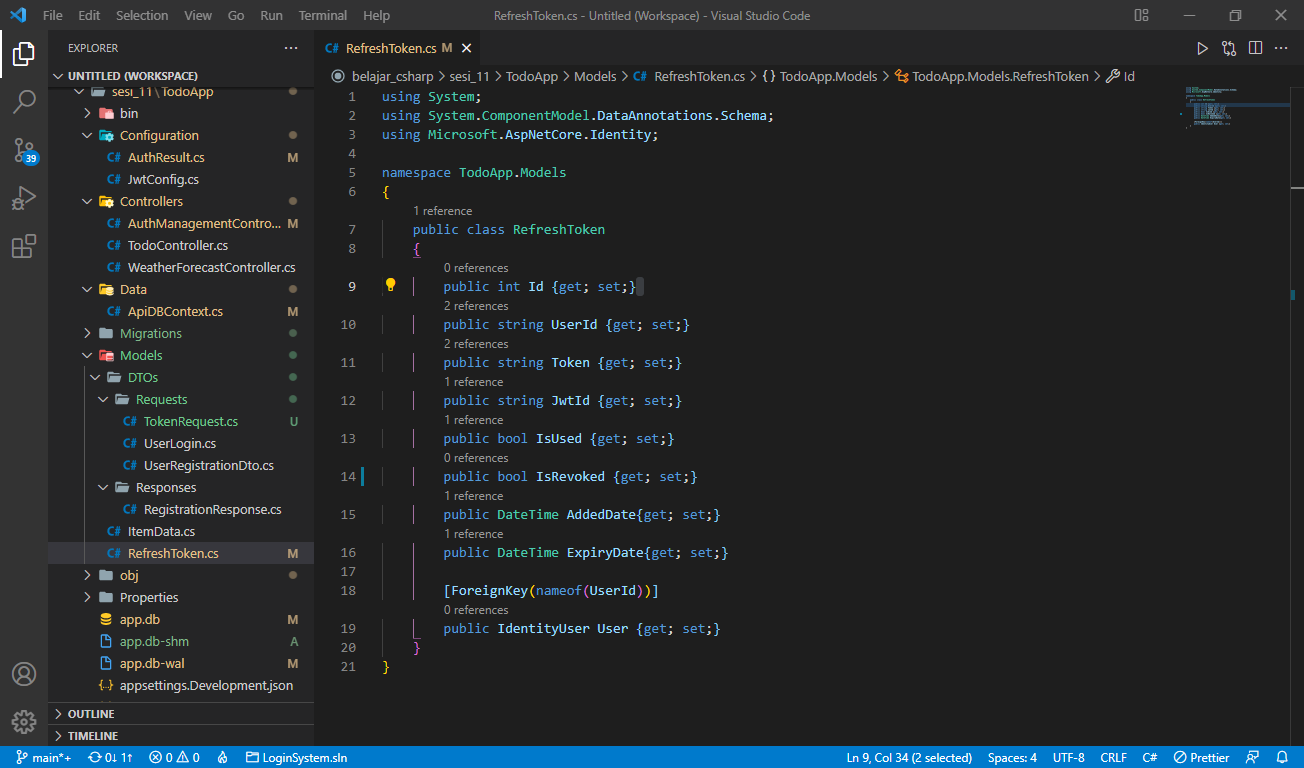 File Edit Selection View Go Run Terminal Help RefreshToken.cs - Untitled (Workspace) - Visual Studio Code
EXPLORER
UNTITLED (WORKSPACE)
sesi_11\TodoApp
bin
Configuration
C# AuthResult.cs M
C# JwtConfig.cs
Controllers
C# AuthManagementContro... M
C# TodoController.cs
C# WeatherForecastController.cs
Data
C# ApiDBContext.cs M
Migrations
Models
DTOs
Requests
C# TokenRequest.cs U
C# UserLogin.cs
C# UserRegistrationDto.cs
Responses
C# RegistrationResponse.cs
C# ItemData.cs
C# RefreshToken.cs M
obj
Properties
app.db M
app.db-shm A
app.db-wal M
{..} appsettings.Development.json
OUTLINE
TIMELINE
39
C# RefreshToken.cs M
belajar_csharp > sesi_11 > TodoApp > Models > C# RefreshToken.cs > {} TodoApp.Models > TodoApp.Models.RefreshToken > Id
1 using System;
2 using System.ComponentModel.DataAnnotations.Schema;
3 using Microsoft.AspNetCore.Identity;
4
5 namespace TodoApp.Models
6 {
1 reference
7 public class RefreshToken
8 {
0 references
9 public int Id {get; set;}
2 references
10 public string UserId {get; set;}
2 references
11 public string Token {get; set;}
1 reference
12 public string JwtId {get; set;}
1 reference
13 public bool IsUsed {get; set;}
0 references
14 public bool IsRevoked {get; set;}
1 reference
15 public DateTime AddedDate{get; set;}
1 reference
16 public DateTime ExpiryDate{get; set;}
17
18 [ForeignKey(nameof(UserId))]
0 references
19 public IdentityUser User {get; set;}
20 }
21 }
main*+ 0↓ 1↑ 0 0 LoginSystem.sln Ln 9, Col 34 (2 selected) Spaces: 4 UTF-8 CRLF C# Prettier